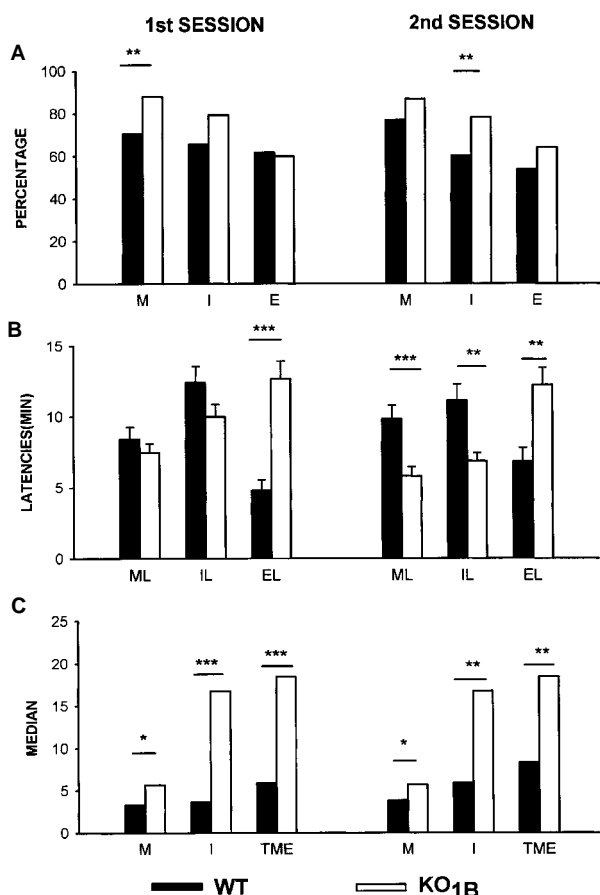 1st SESSION 2nd SESSION
A
** **
100
80
60
40
20
0
PERCENTAGE
M I E M I E
B
*** *** ** **
15
10
5
0
LATENCIES(MIN)
ML IL EL ML IL EL
C
25
20
15
10
5
0
MEDIAN
* *** *** * ** **
M I TME M I TME
WT KO1B